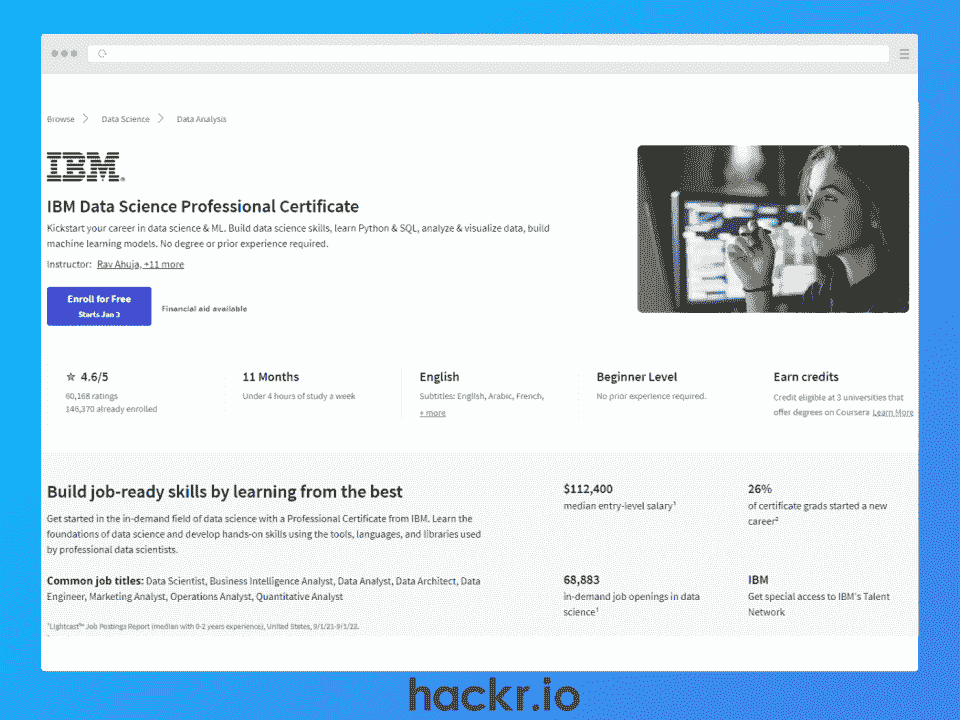 Browse > Data Science > Data Analysis
IBM
IBM Data Science Professional Certificate
Kickstart your career in data science & ML. Build data science skills, learn Python & SQL, analyze & visualize data, build
machine learning models. No degree or prior experience required.
Instructor: Rav Ahuja, +11 more
Enroll for Free
Starts Jan 3
Financial aid available
4.6/5
60,168 ratings
146,370 already enrolled
11 Months
Under 4 hours of study a week
English
Subtitles: English, Arabic, French,
+ more
Beginner Level
No prior experience required.
Earn credits
Credit eligible at 3 universities that
offer degrees on Coursera Learn More
Build job-ready skills by learning from the best
Get started in the in-demand field of data science with a Professional Certificate from IBM. Learn the
foundations of data science and develop hands-on skills using the tools, languages, and libraries used
by professional data scientists.
Common job titles: Data Scientist, Business Intelligence Analyst, Data Analyst, Data Architect, Data
Engineer, Marketing Analyst, Operations Analyst, Quantitative Analyst
¹Lightcast™ Job Postings Report (median with 0-2 years experience), United States, 9/1/21-9/1/22.
$112,400
median entry-level salary¹
26%
of certificate grads started a new
career²
68,883
in-demand job openings in data
science¹
IBM
Get special access to IBM's Talent
Network
hackr.io